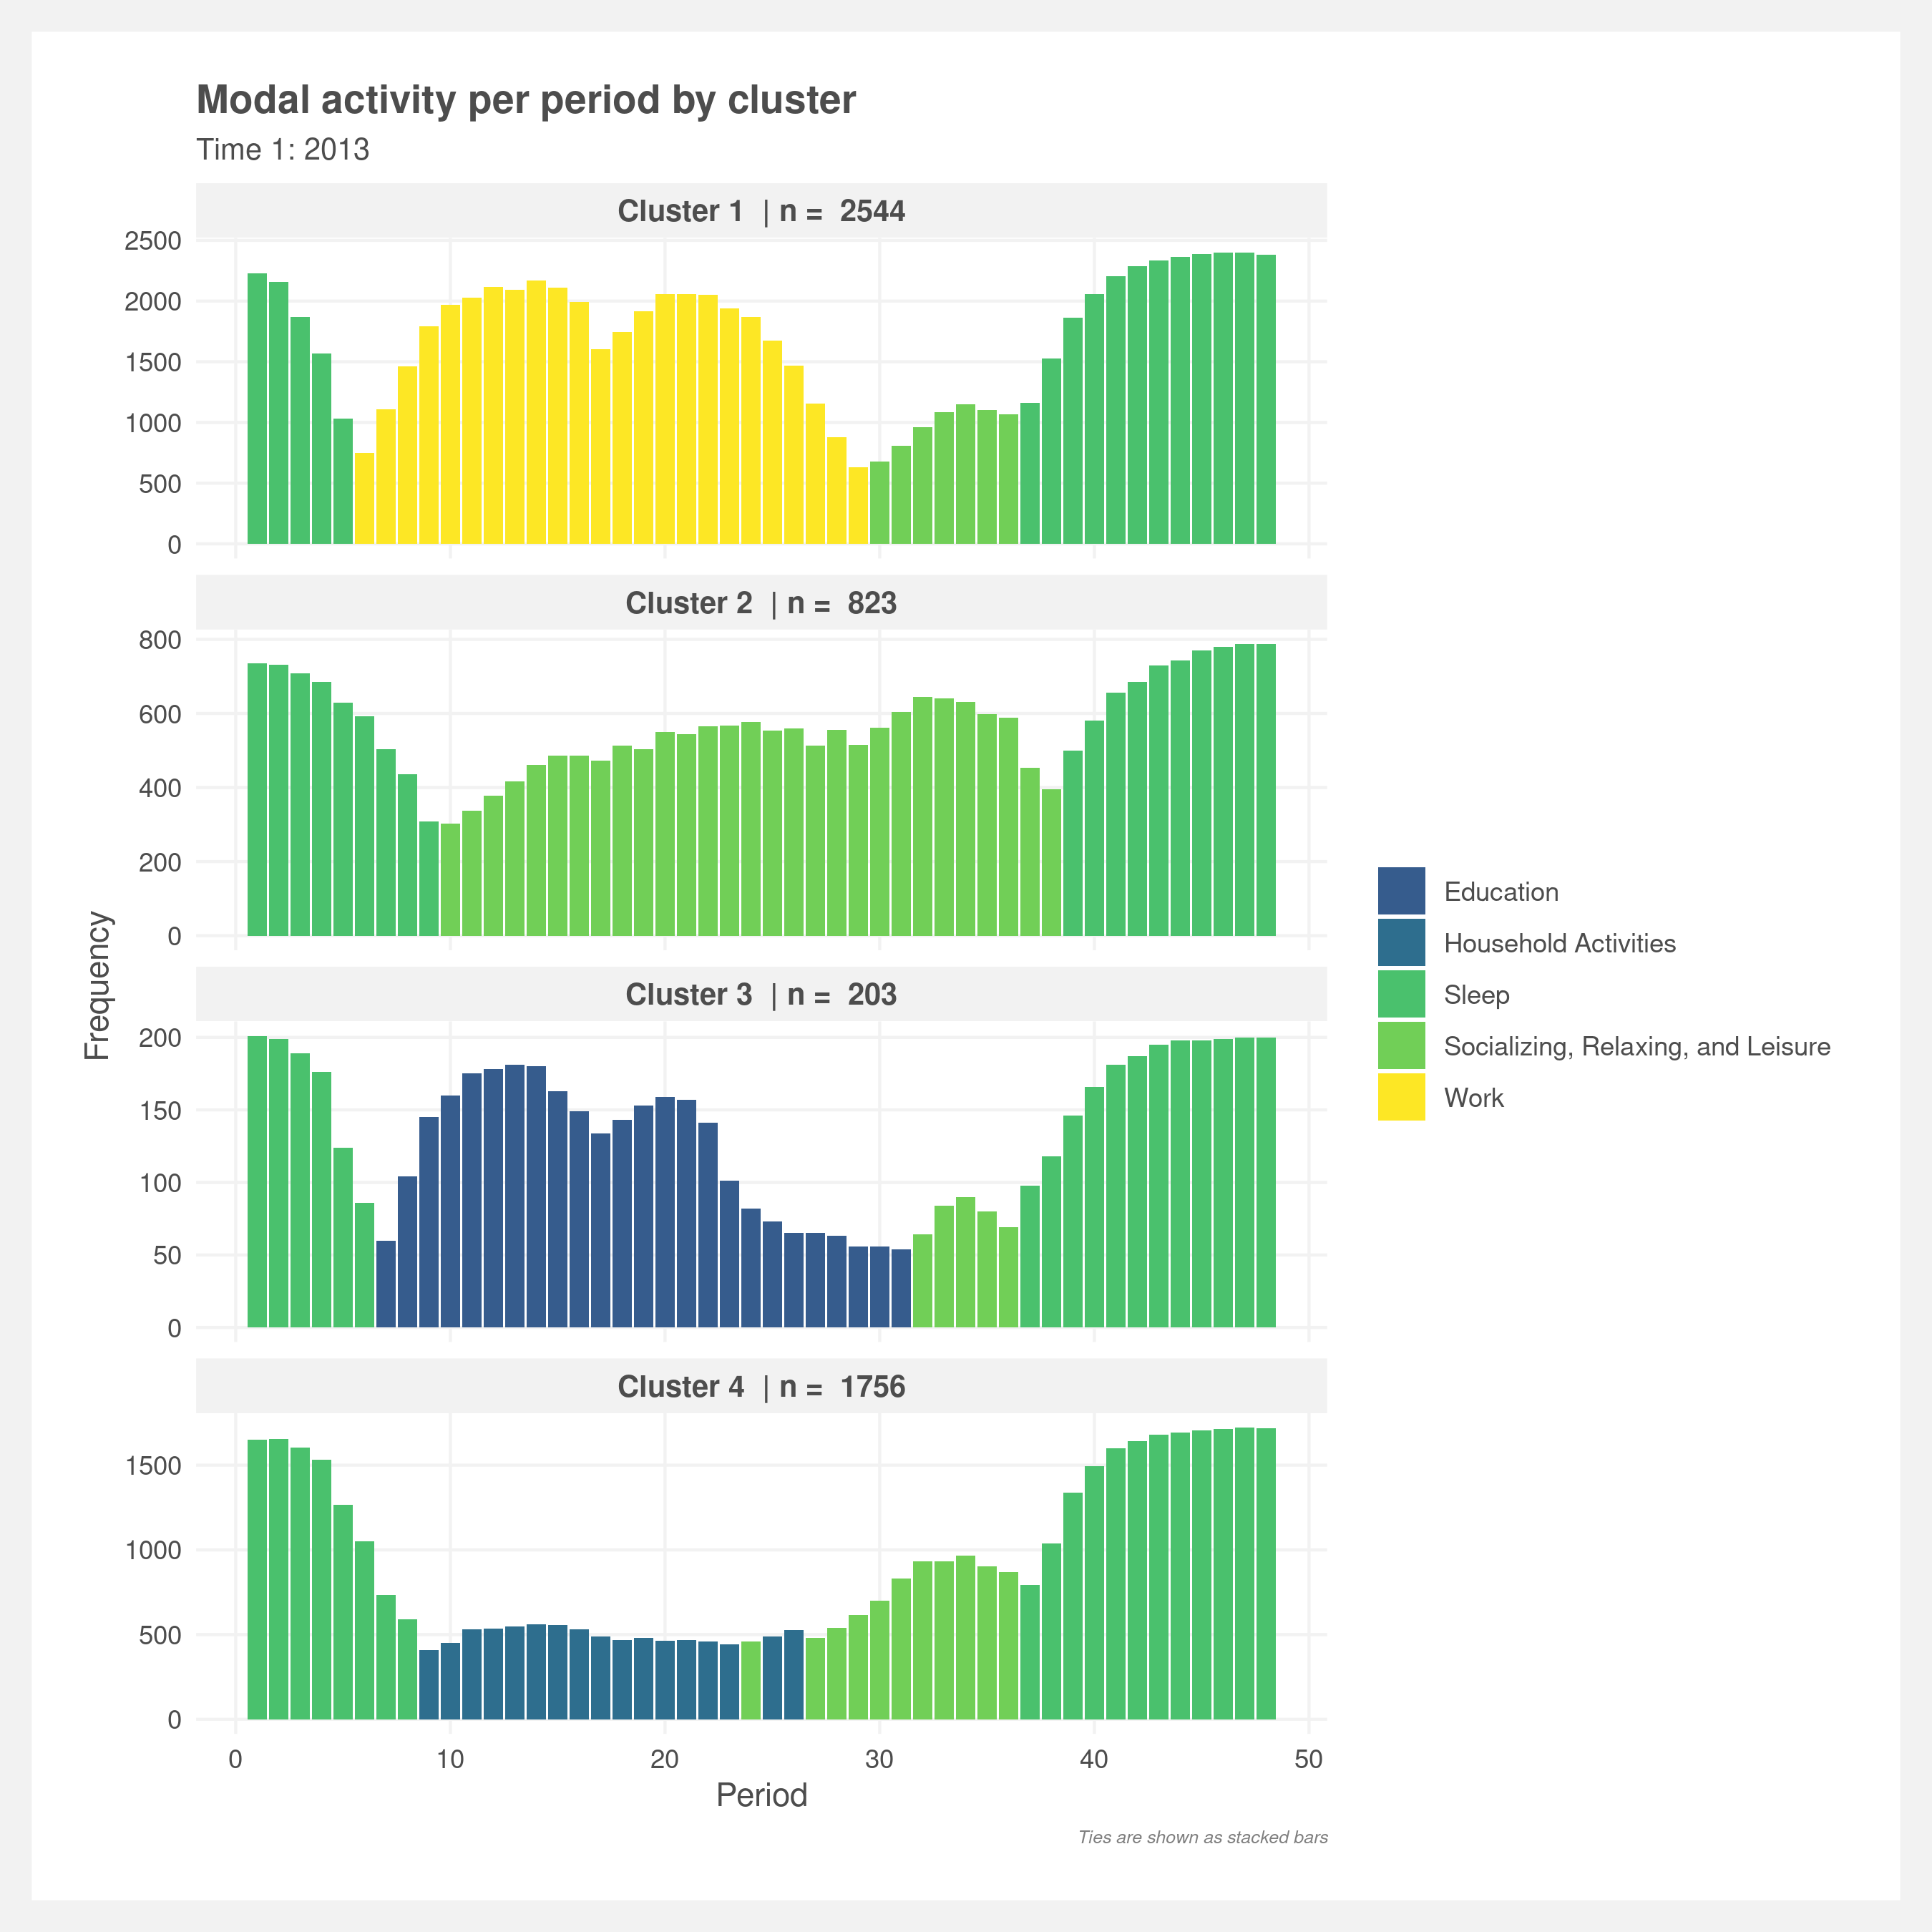 Modal activity per period by cluster
Time 1: 2013
Cluster 1 | n = 2544
2500
2000
1500
1000
500
0
Cluster 2 | n = 823
800
600
400
200
0
Cluster 3 | n = 203
200
150
100
50
0
Cluster 4 | n = 1756
1500
1000
500
0
0 10 20 30 40 50
Period
Frequency
Education
Household Activities
Sleep
Socializing, Relaxing, and Leisure
Work
Ties are shown as stacked bars